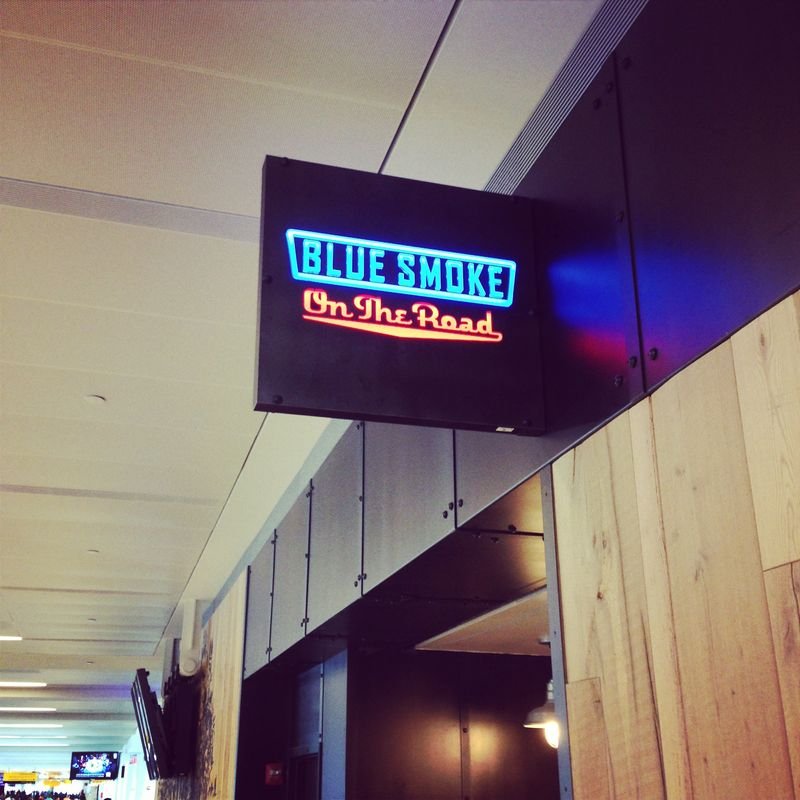 BLUE SMOKE
On The Road